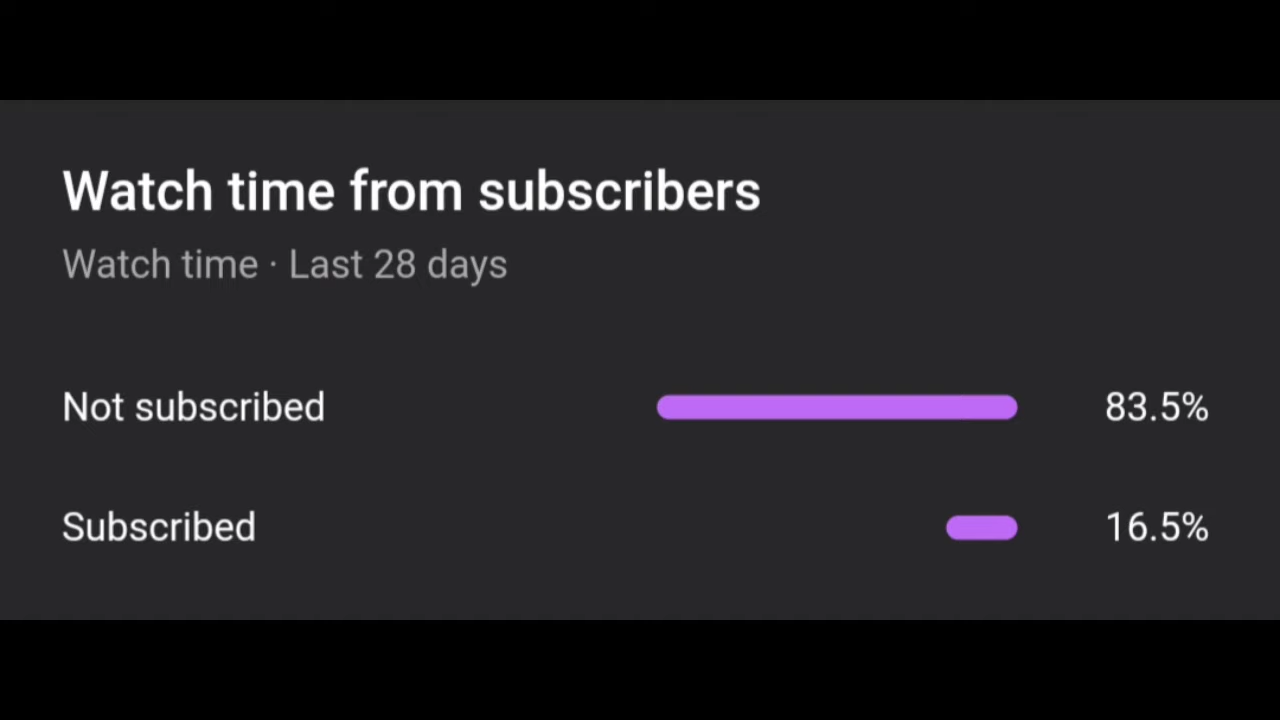 Watch time from subscribers
Watch time · Last 28 days
Not subscribed 83.5%
Subscribed 16.5%